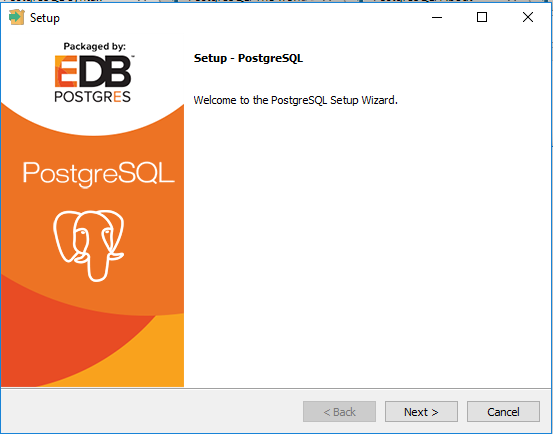 Setup
Packaged by:
EDB
POSTGRES
PostgreSQL
Setup - PostgreSQL
Welcome to the PostgreSQL Setup Wizard.
< Back
Next >
Cancel